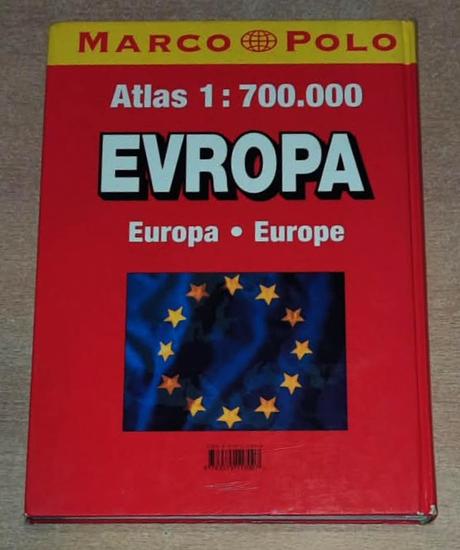 MARCO POLO
Atlas 1:700.000
EVROPA
Europa • Europe